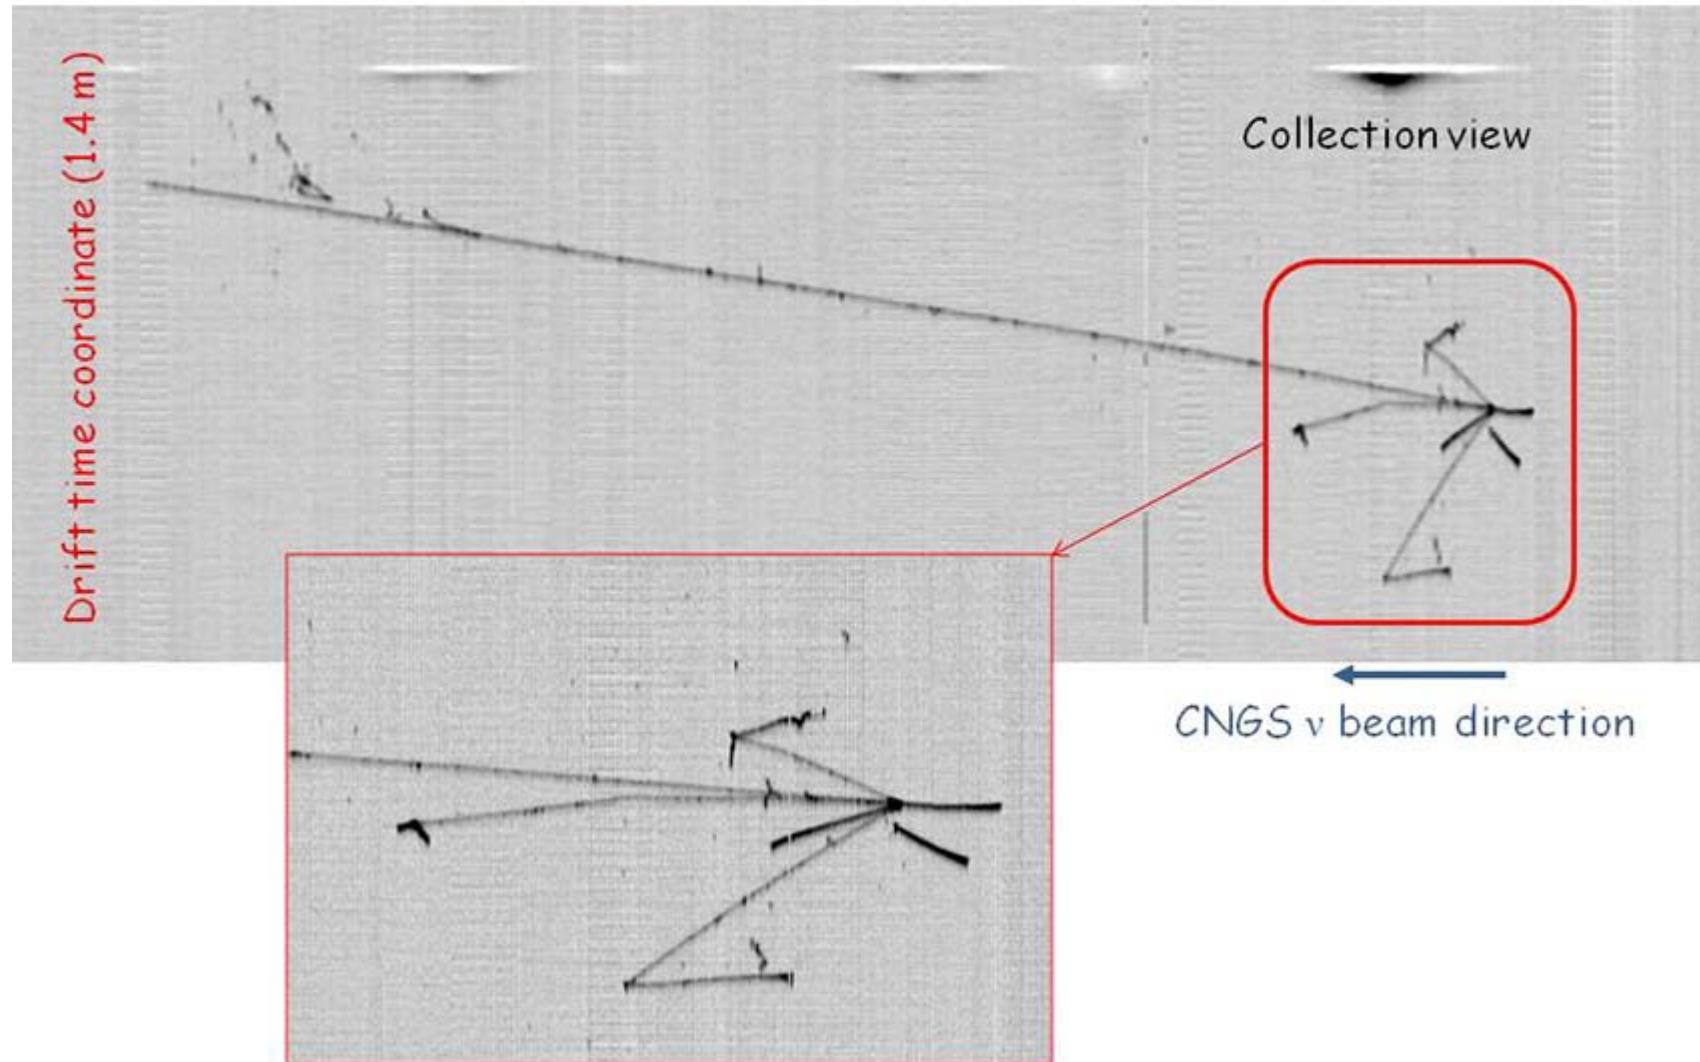 Drift time coordinate (1.4 m)
Collection view
CNGS ν beam direction